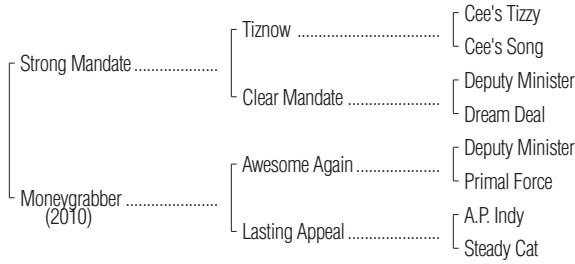 Cee's Tizzy
Tiznow ........................................
Cee's Song
Strong Mandate .......................
Deputy Minister
Clear Mandate ..........................
Dream Deal
Deputy Minister
Awesome Again .......................
Primal Force
Moneygrabber .........................
(2010)
A.P. Indy
Lasting Appeal ..........................
Steady Cat